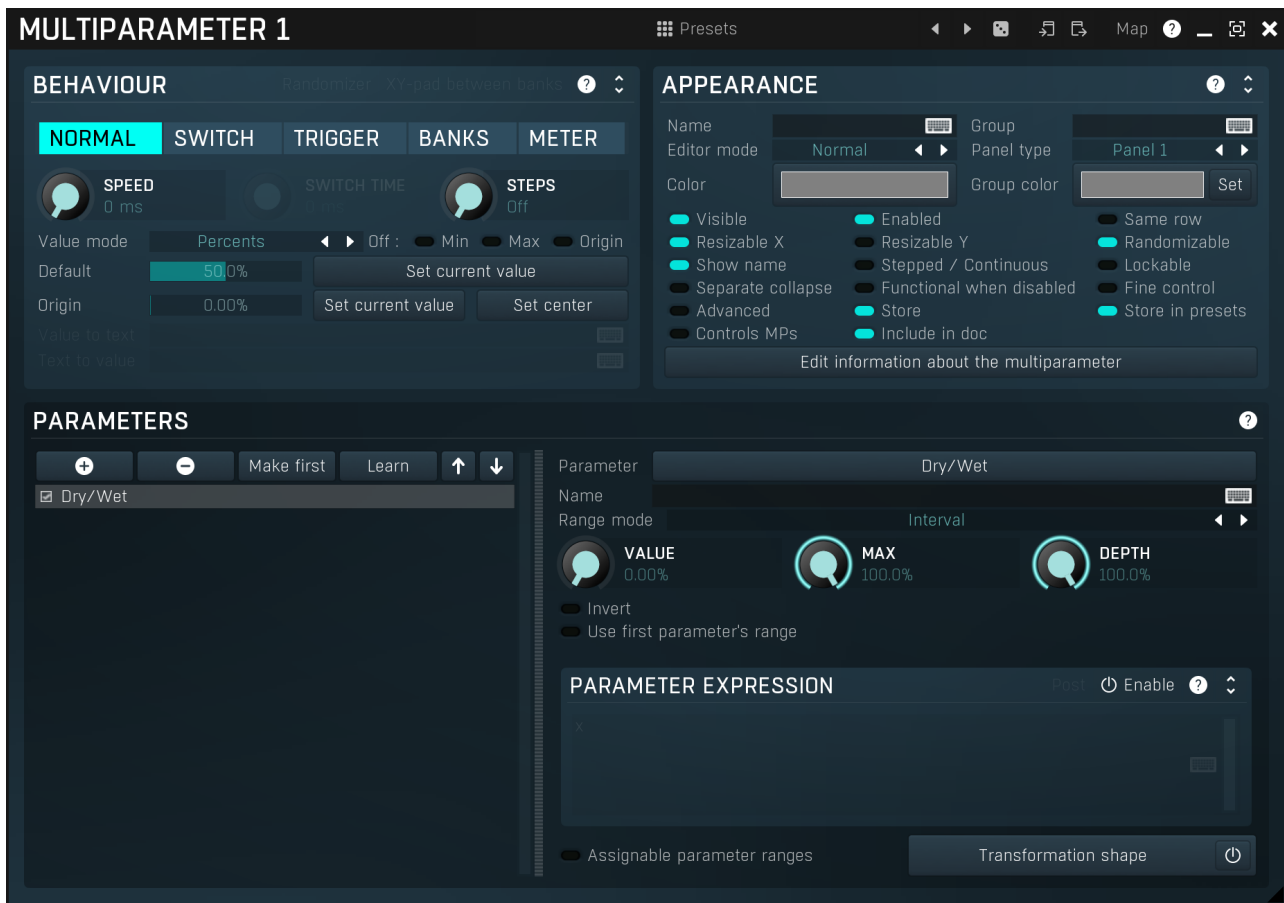 MULTIPARAMETER 1 Presets Map ?
BEHAVIOUR Randomizer XY-pad between banks ?
NORMAL SWITCH TRIGGER BANKS METER
SPEED
0 ms
SWITCH TIME
STEPS
Off
Value mode Percents Off : Min Max Origin
Default 50.0% Set current value
Origin 0.00% Set current value Set center
Value to text
Text to value
APPEARANCE ?
Name Group
Editor mode Normal Panel type Panel 1
Color Group color Set
Visible Enabled Same row
Resizable X Resizable Y Randomizable
Show name Stepped / Continuous Lockable
Separate collapse Functional when disabled Fine control
Advanced Store Store in presets
Controls MPs Include in doc
Edit information about the multiparameter
PARAMETERS ?
Make first Learn
Dry/Wet
Parameter Dry/Wet
Name
Range mode Interval
VALUE
0.00%
MAX
100.0%
DEPTH
100.0%
Invert
Use first parameter's range
PARAMETER EXPRESSION Post Enable ?
x
Assignable parameter ranges Transformation shape